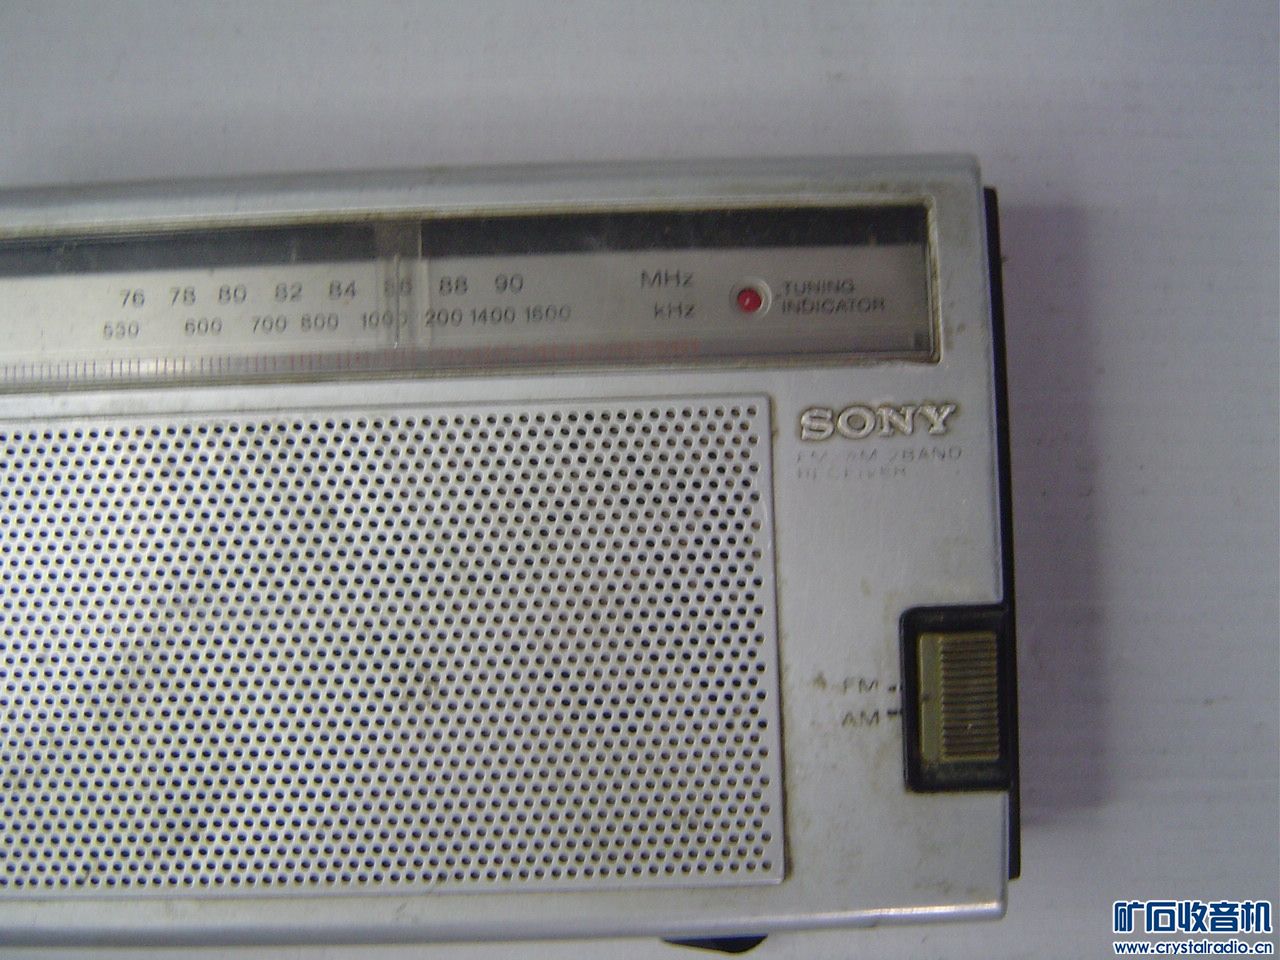 76 78 80 82 84 86 88 90 MHz
530 600 700 800 1000 1200 1400 1600 kHz
TUNING
INDICATOR
SONY
FM/AM 2BAND
RECEIVER
FM
AM
矿石收音机
www.crystalradio.cn